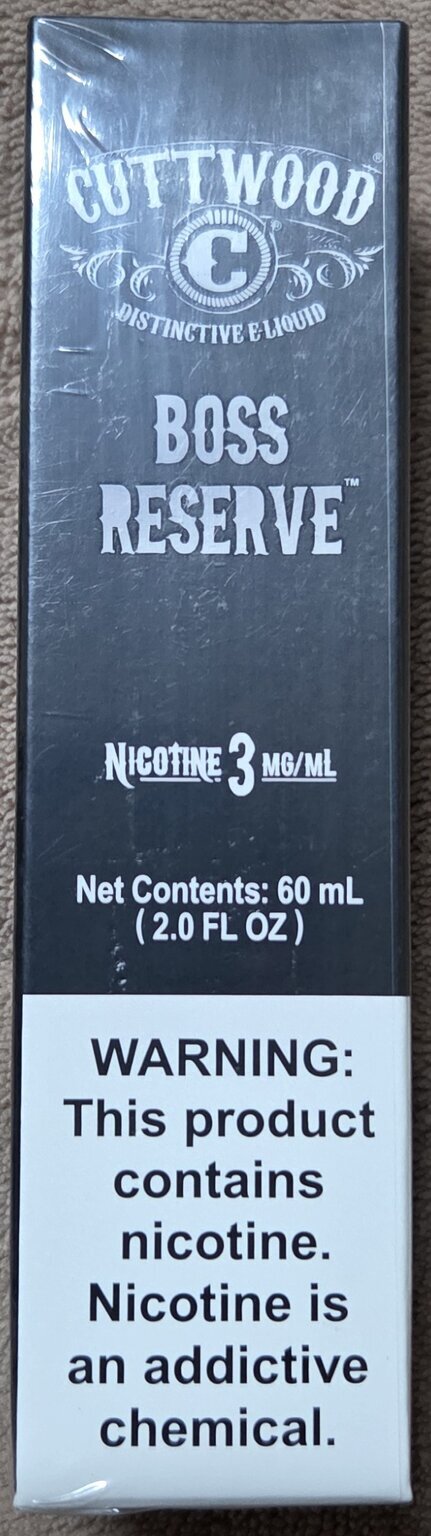 CUTTWOOD®
C®
DISTINCTIVE E-LIQUID
BOSS
RESERVE™
NICOTINE 3 MG/ML
Net Contents: 60 mL
( 2.0 FL OZ )
WARNING:
This product
contains
nicotine.
Nicotine is
an addictive
chemical.